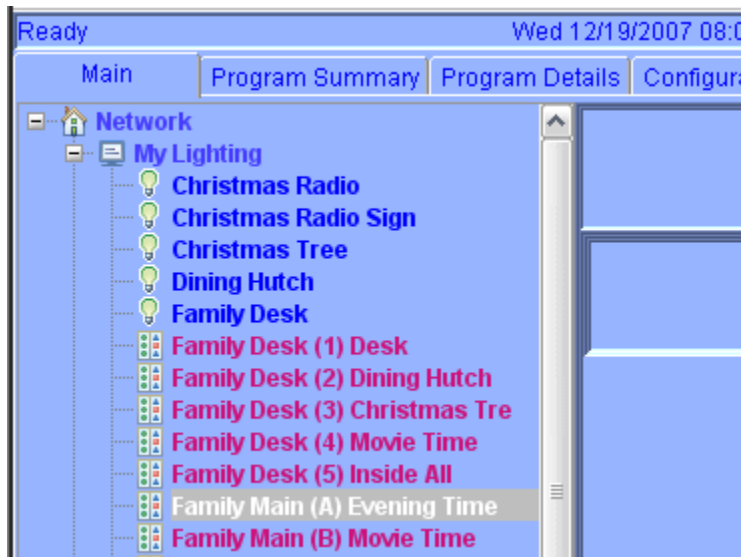 Ready Wed 12/19/2007 08:0
Main Program Summary Program Details Configura
Network
My Lighting
Christmas Radio
Christmas Radio Sign
Christmas Tree
Dining Hutch
Family Desk
Family Desk (1) Desk
Family Desk (2) Dining Hutch
Family Desk (3) Christmas Tre
Family Desk (4) Movie Time
Family Desk (5) Inside All
Family Main (A) Evening Time
Family Main (B) Movie Time